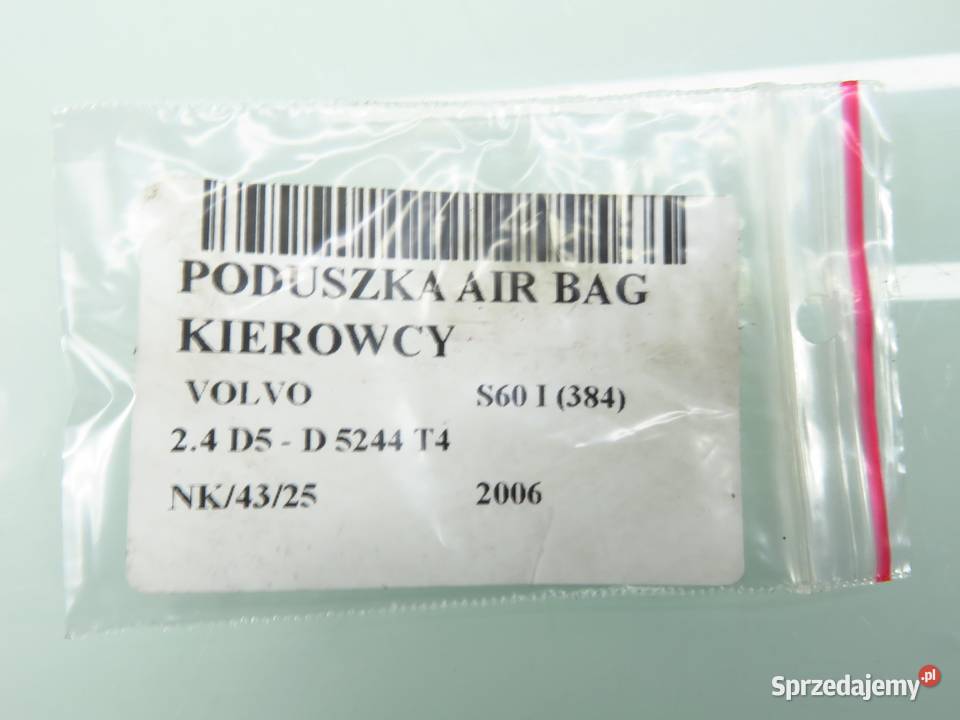 PODUSZKA AIR BAG
KIEROWCY
VOLVO S60 I (384)
2.4 D5 - D 5244 T4
NK/43/25 2006
Sprzedajemy.pl